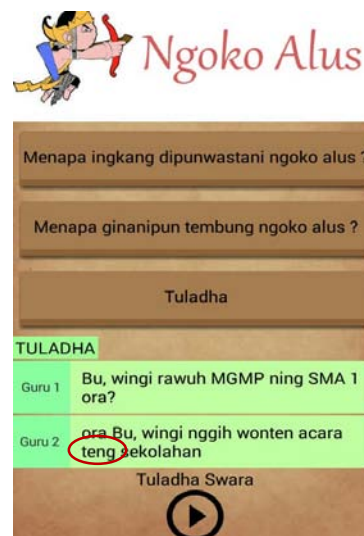 Ngoko Alus
Menapa ingkang dipunwastani ngoko alus ?
Menapa ginanipun tembung ngoko alus ?
Tuladha
TULADHA
Guru 1
Bu, wingi rawuh MGMP ning SMA 1
ora?
Guru 2
ora Bu, wingi nggih wonten acara
teng sekolahan
Tuladha Swara